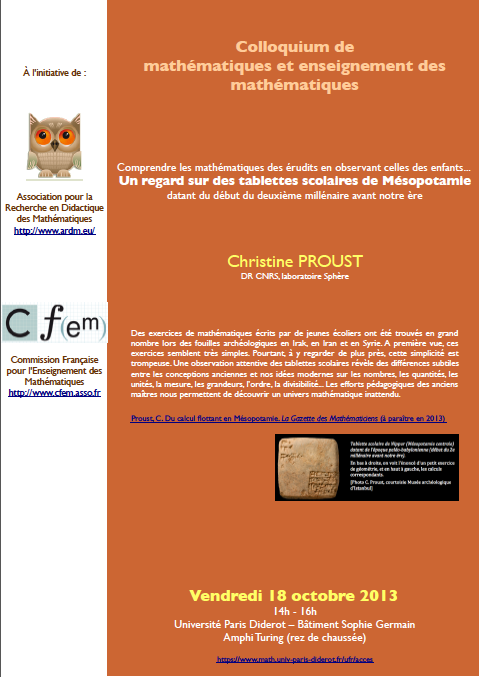 À l'initiative de :
Association pour la
Recherche en Didactique
des Mathématiques
http://www.ardm.eu/
C f(em)
Commission Française
pour l'Enseignement des
Mathématiques
http://www.cfem.asso.fr
Colloquium de
mathématiques et enseignement des
mathématiques
Comprendre les mathématiques des érudits en observant celles des enfants...
Un regard sur des tablettes scolaires de Mésopotamie
datant du début du deuxième millénaire avant notre ère
Christine PROUST
DR CNRS, laboratoire Sphère
Des exercices de mathématiques écrits par de jeunes écoliers ont été trouvés en grand
nombre lors des fouilles archéologiques en Irak, en Iran et en Syrie. A première vue, ces
exercices semblent très simples. Pourtant, à y regarder de plus près, cette simplicité est
trompeuse. Une observation attentive des tablettes scolaires révèle des différences subtiles
entre les conceptions anciennes et nos idées modernes sur les nombres, les quantités, les
unités, la mesure, les grandeurs, l'ordre, la divisibilité... Les efforts pédagogiques des anciens
maîtres nous permettent de découvrir un univers mathématique inattendu.
Proust, C. Du calcul flottant en Mésopotamie. La Gazette des Mathématiciens (à paraître en 2013)
Tablette scolaire de Nippur (Mésopotamie centrale)
datant de l'époque paléo-babylonienne (début du 2e
millénaire avant notre ère)
En bas à droite, on voit l'énoncé d'un petit exercice
de géométrie, et en haut à gauche, les calculs
correspondants.
[Photo C. Proust, courtoisie Musée archéologique
d'Istanbul]
Vendredi 18 octobre 2013
14h - 16h
Université Paris Diderot – Bâtiment Sophie Germain
Amphi Turing (rez de chaussée)
https://www.math.univ-paris-diderot.fr/ufr/acces